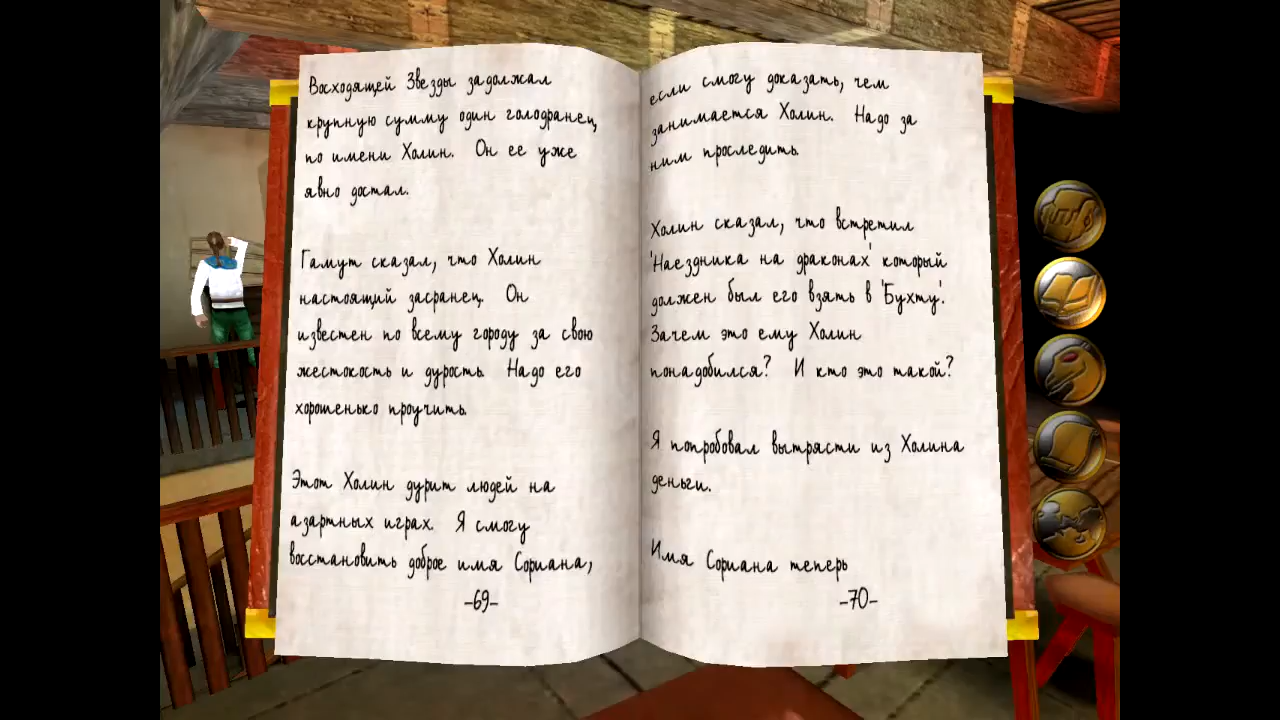 Восходящей Звезды задолжал
крупную сумму один голодранец,
по имени Холин. Он ее уже
явно достал.
Гамут сказал, что Холин
настоящий засранец. Он
известен по всему городу за свою
жестокость и дурость. Надо его
хорошенько проучить.
Этот Холин дурит людей на
азартных играх. Я смогу
восстановить доброе имя Сориана,
-69-
если смогу доказать, чем
занимается Холин. Надо за
ним проследить.
Холин сказал, что встретил
'Наездника на драконах' который
должен был его взять в 'Бухту'.
Зачем это ему Холин
понадобился? И кто это такой?
Я попробовал вытрясти из Холина
деньги.
Имя Сориана теперь
-70-